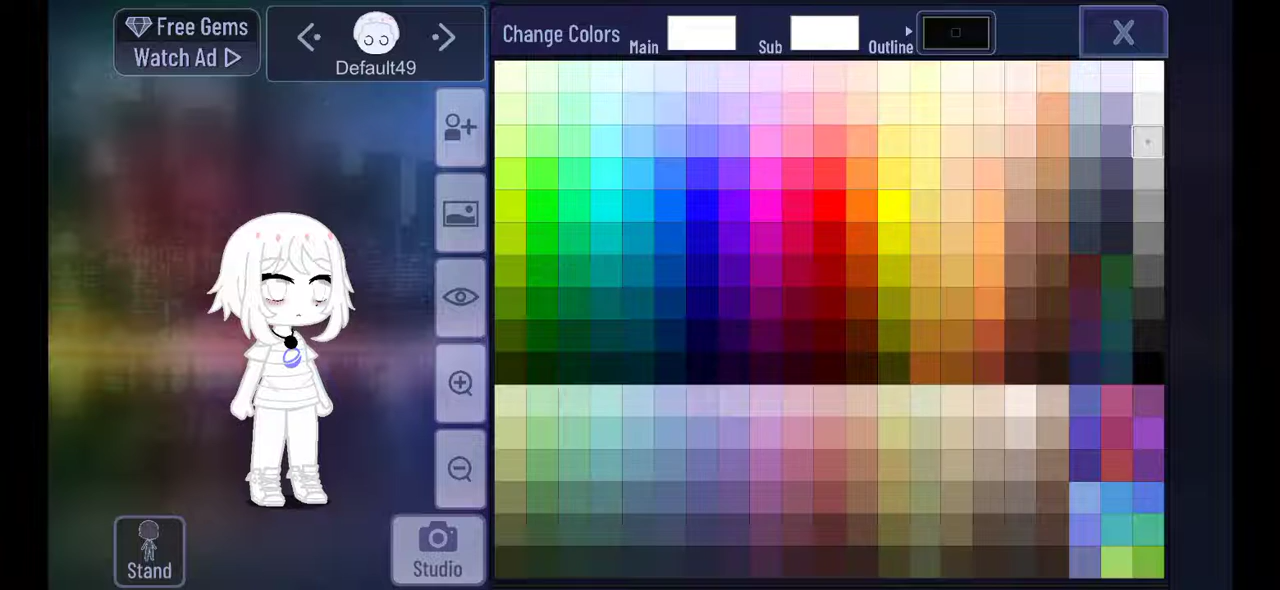 Free Gems
Watch Ad
Default49
Change Colors
Main
Sub
Outline
X
Stand
Studio